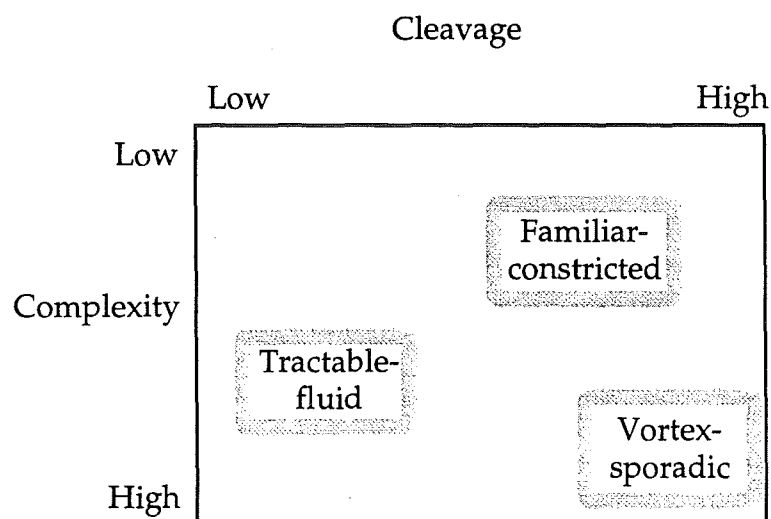 Cleavage
Low High
Low
Familiar-
constricted
Complexity
Tractable-
fluid
Vortex-
sporadic
High